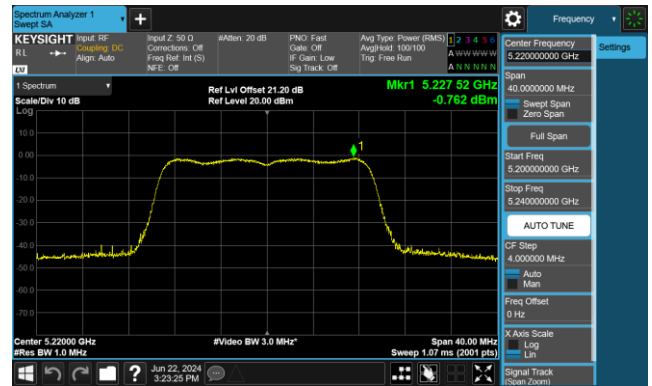 Spectrum Analyzer 1
Swept SA
+
Frequency
KEYSIGHT
RL
LXI
Input: RF
Coupling: DC
Align: Auto
Input Z: 50 Ω
Corrections: Off
Freq Ref: Int (S)
NFE: Off
#Atten: 20 dB
PNO: Fast
Gate: Off
IF Gain: Low
Sig Track: Off
Avg Type: Power (RMS)
Avg|Hold: 100/100
Trig: Free Run
1 2 3 4 5 6
A W W W W W
A N N N N N
1 Spectrum
Scale/Div 10 dB
Log
Ref Lvl Offset 21.20 dB
Ref Level 20.00 dBm
Mkr1 5.227 52 GHz
-0.762 dBm
10.0
0.00
-10.0
-20.0
-30.0
-40.0
-50.0
-60.0
-70.0
1
Center 5.22000 GHz
#Res BW 1.0 MHz
#Video BW 3.0 MHz*
Span 40.00 MHz
Sweep 1.07 ms (2001 pts)
Center Frequency
5.220000000 GHz
Span
40.0000000 MHz
Swept Span
Zero Span
Full Span
Start Freq
5.200000000 GHz
Stop Freq
5.240000000 GHz
AUTO TUNE
CF Step
4.000000 MHz
Auto
Man
Freq Offset
0 Hz
X Axis Scale
Log
Lin
Signal Track
(Span Zoom)
Settings
?
Jun 22, 2024
3:23:25 PM